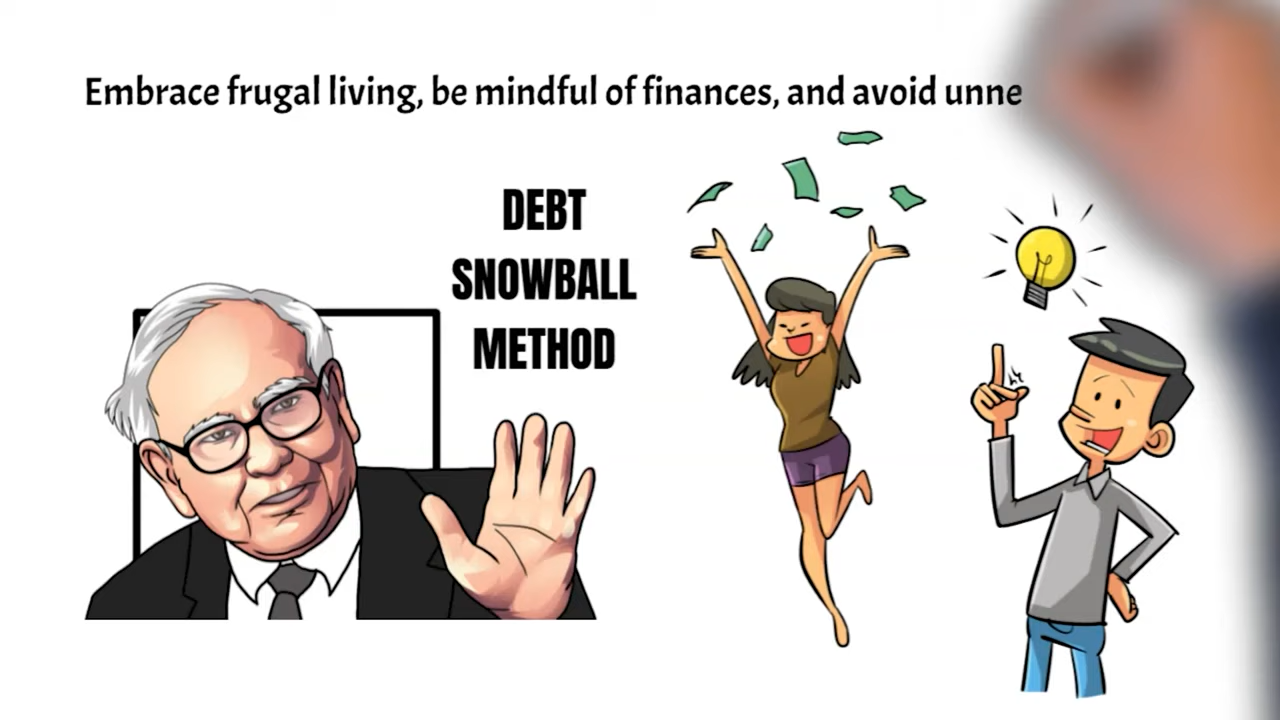 Embrace frugal living, be mindful of finances, and avoid unne
DEBT
SNOWBALL
METHOD